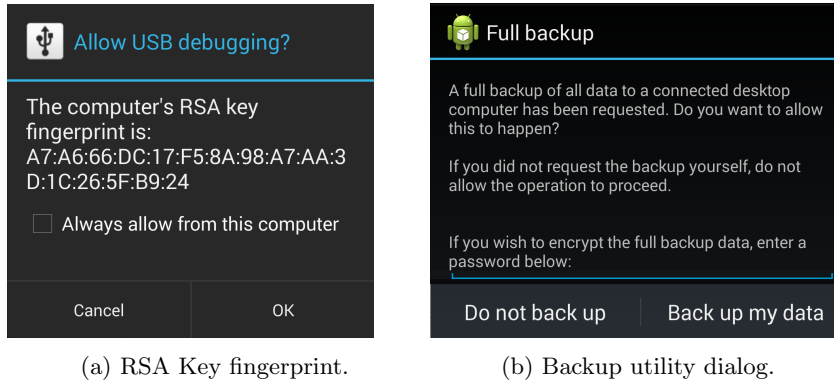 Allow USB debugging?
The computer's RSA key
fingerprint is:
A7:A6:66:DC:17:F5:8A:98:A7:AA:3
D:1C:26:5F:B9:24
Always allow from this computer
Cancel
OK
(a) RSA Key fingerprint.
Full backup
A full backup of all data to a connected desktop
computer has been requested. Do you want to allow
this to happen?
If you did not request the backup yourself, do not
allow the operation to proceed.
If you wish to encrypt the full backup data, enter a
password below:
Do not back up
Back up my data
(b) Backup utility dialog.